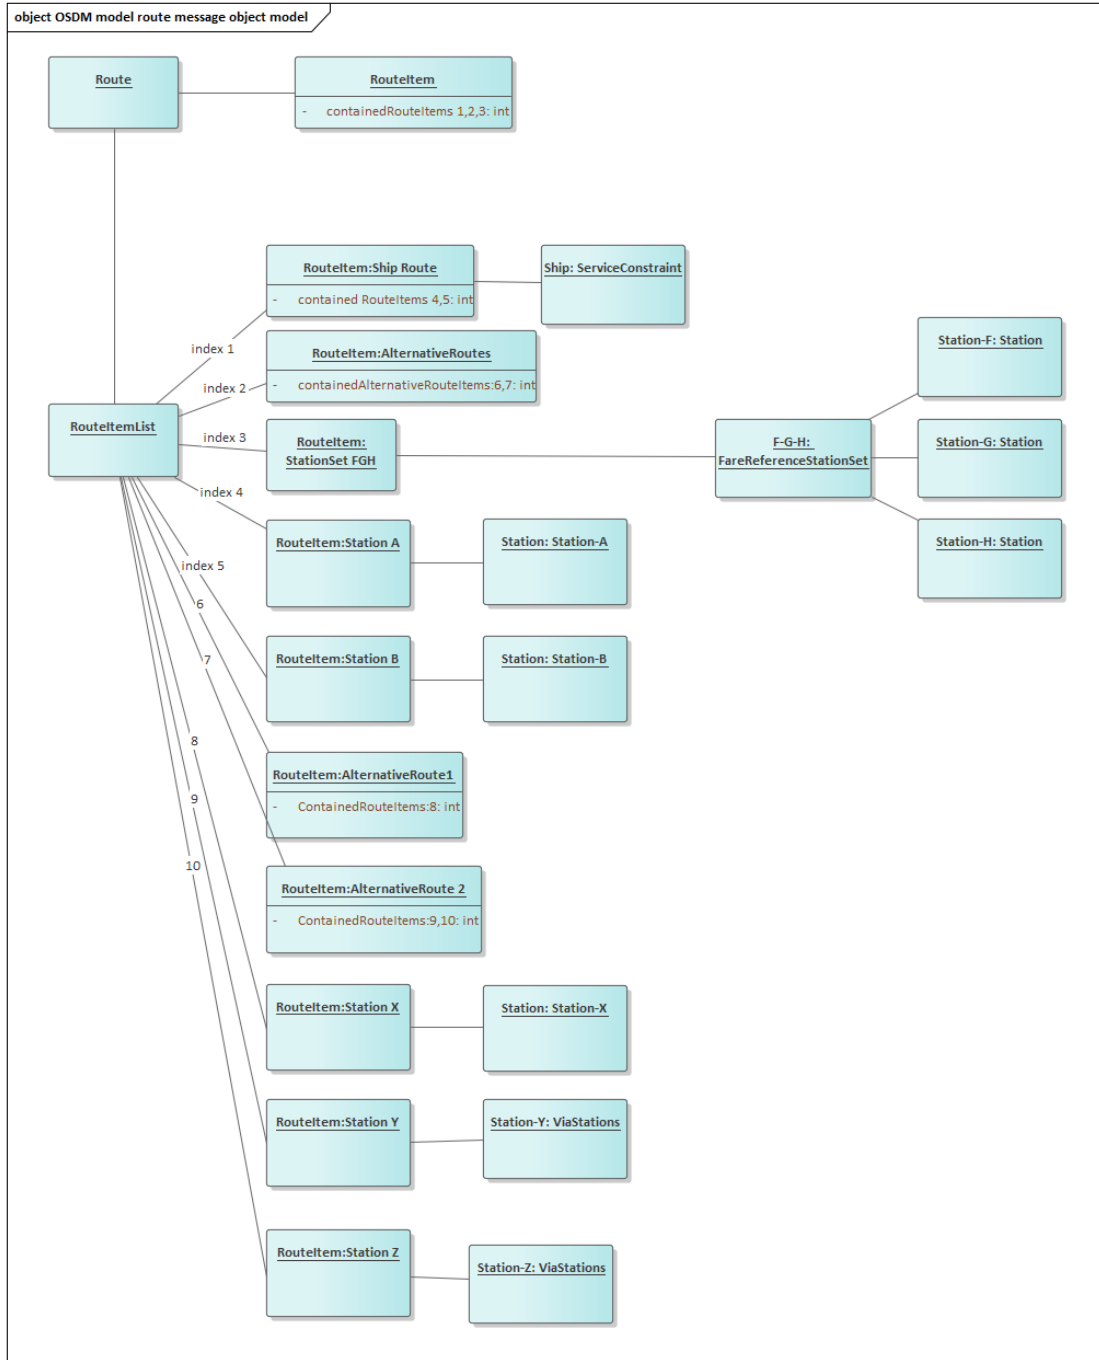 object OSDM model route message object model
Route
RouteItem
- containedRouteItems 1,2,3: int
RouteItem:Ship Route
- contained RouteItems 4,5: int
Ship: ServiceConstraint
index 1
RouteItem:AlternativeRoutes
- containedAlternativeRouteItems:6,7: int
index 2
RouteItemList
index 3
RouteItem:
StationSet FGH
F-G-H:
FareReferenceStationSet
Station-F: Station
Station-G: Station
Station-H: Station
index 4
RouteItem:Station A
Station: Station-A
index 5
RouteItem:Station B
Station: Station-B
6
7
RouteItem:AlternativeRoute1
- ContainedRouteItems:8: int
8
9
10
RouteItem:AlternativeRoute 2
- ContainedRouteItems:9,10: int
RouteItem:Station X
Station: Station-X
RouteItem:Station Y
Station-Y: ViaStations
RouteItem:Station Z
Station-Z: ViaStations